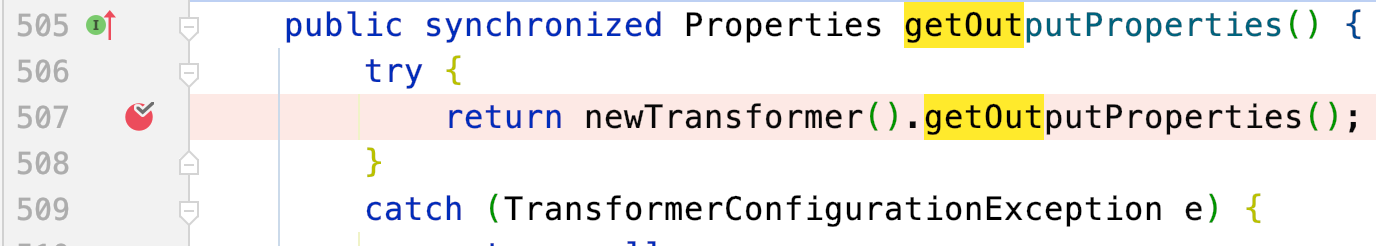 505 I public synchronized Properties getOutputProperties() {
506 try {
507 return newTransformer().getOutputProperties();
508 }
509 catch (TransformerConfigurationException e) {